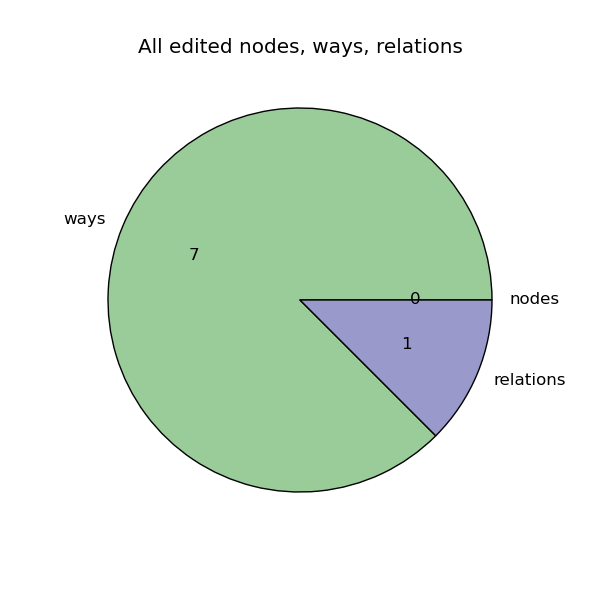 All edited nodes, ways, relations
ways
7
0
nodes
1
relations